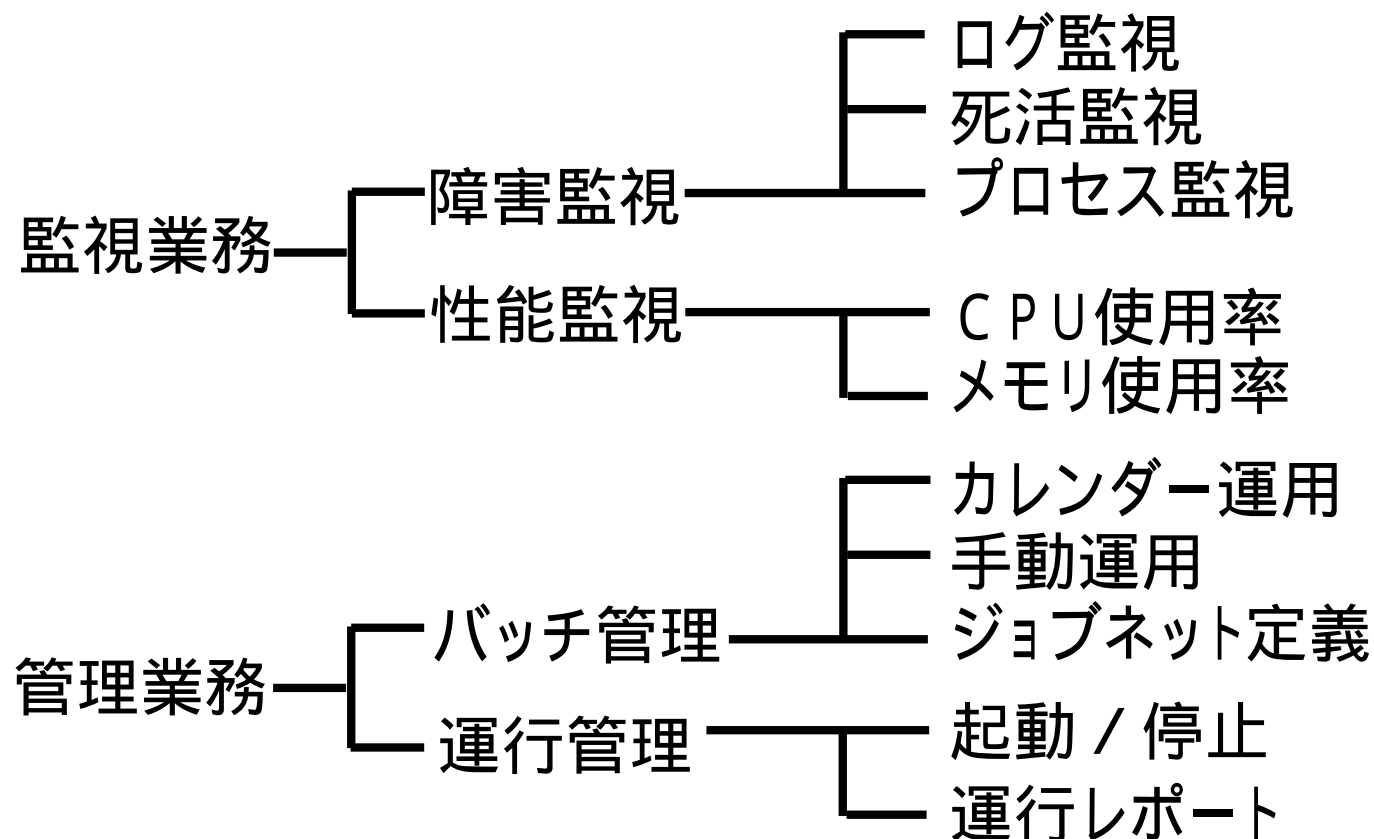 監視業務
障害監視
ログ監視
死活監視
プロセス監視
性能監視
CPU使用率
メモリ使用率
管理業務
バッチ管理
カレンダー運用
手動運用
ジョブネット定義
運行管理
起動/停止
運行レポート